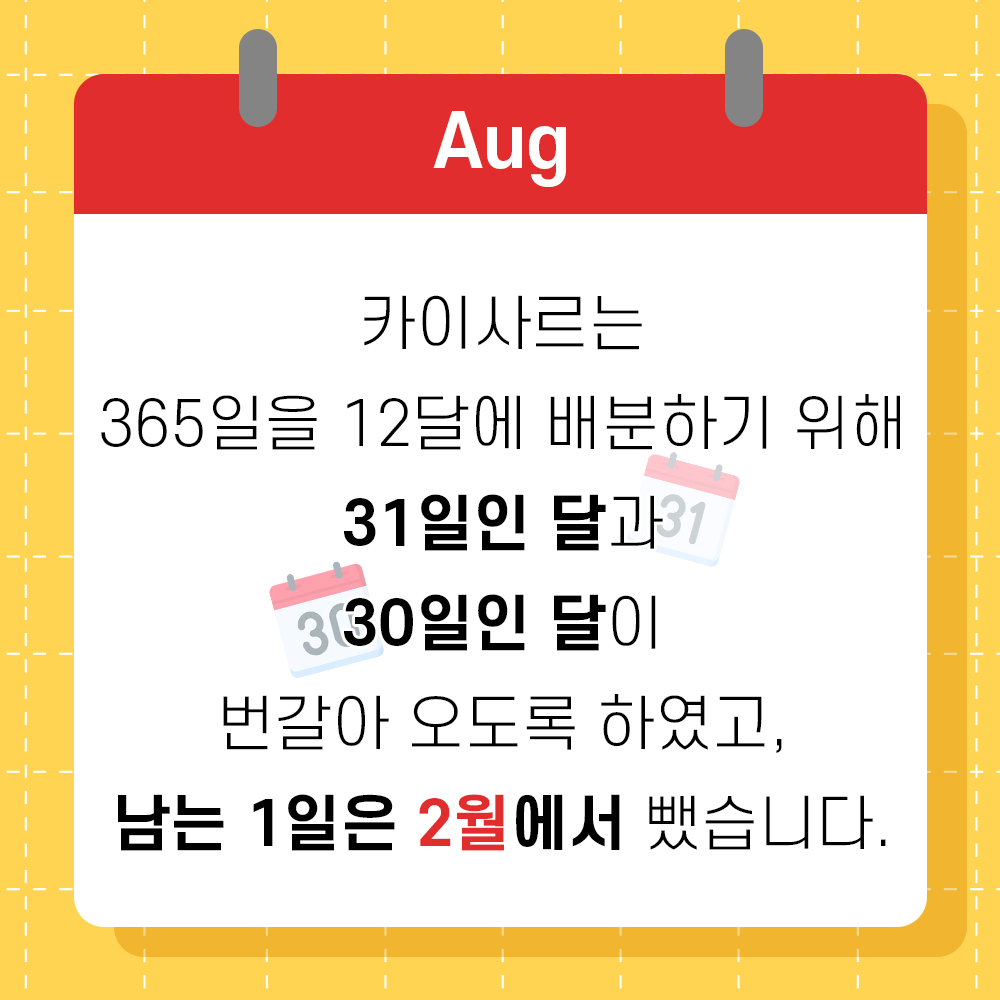 Aug
카이사르는
365일을 12달에 배분하기 위해
31일인 달과
31
30일인 달이
30
번갈아 오도록 하였고,
남는 1일은 2월에서 뺐습니다.